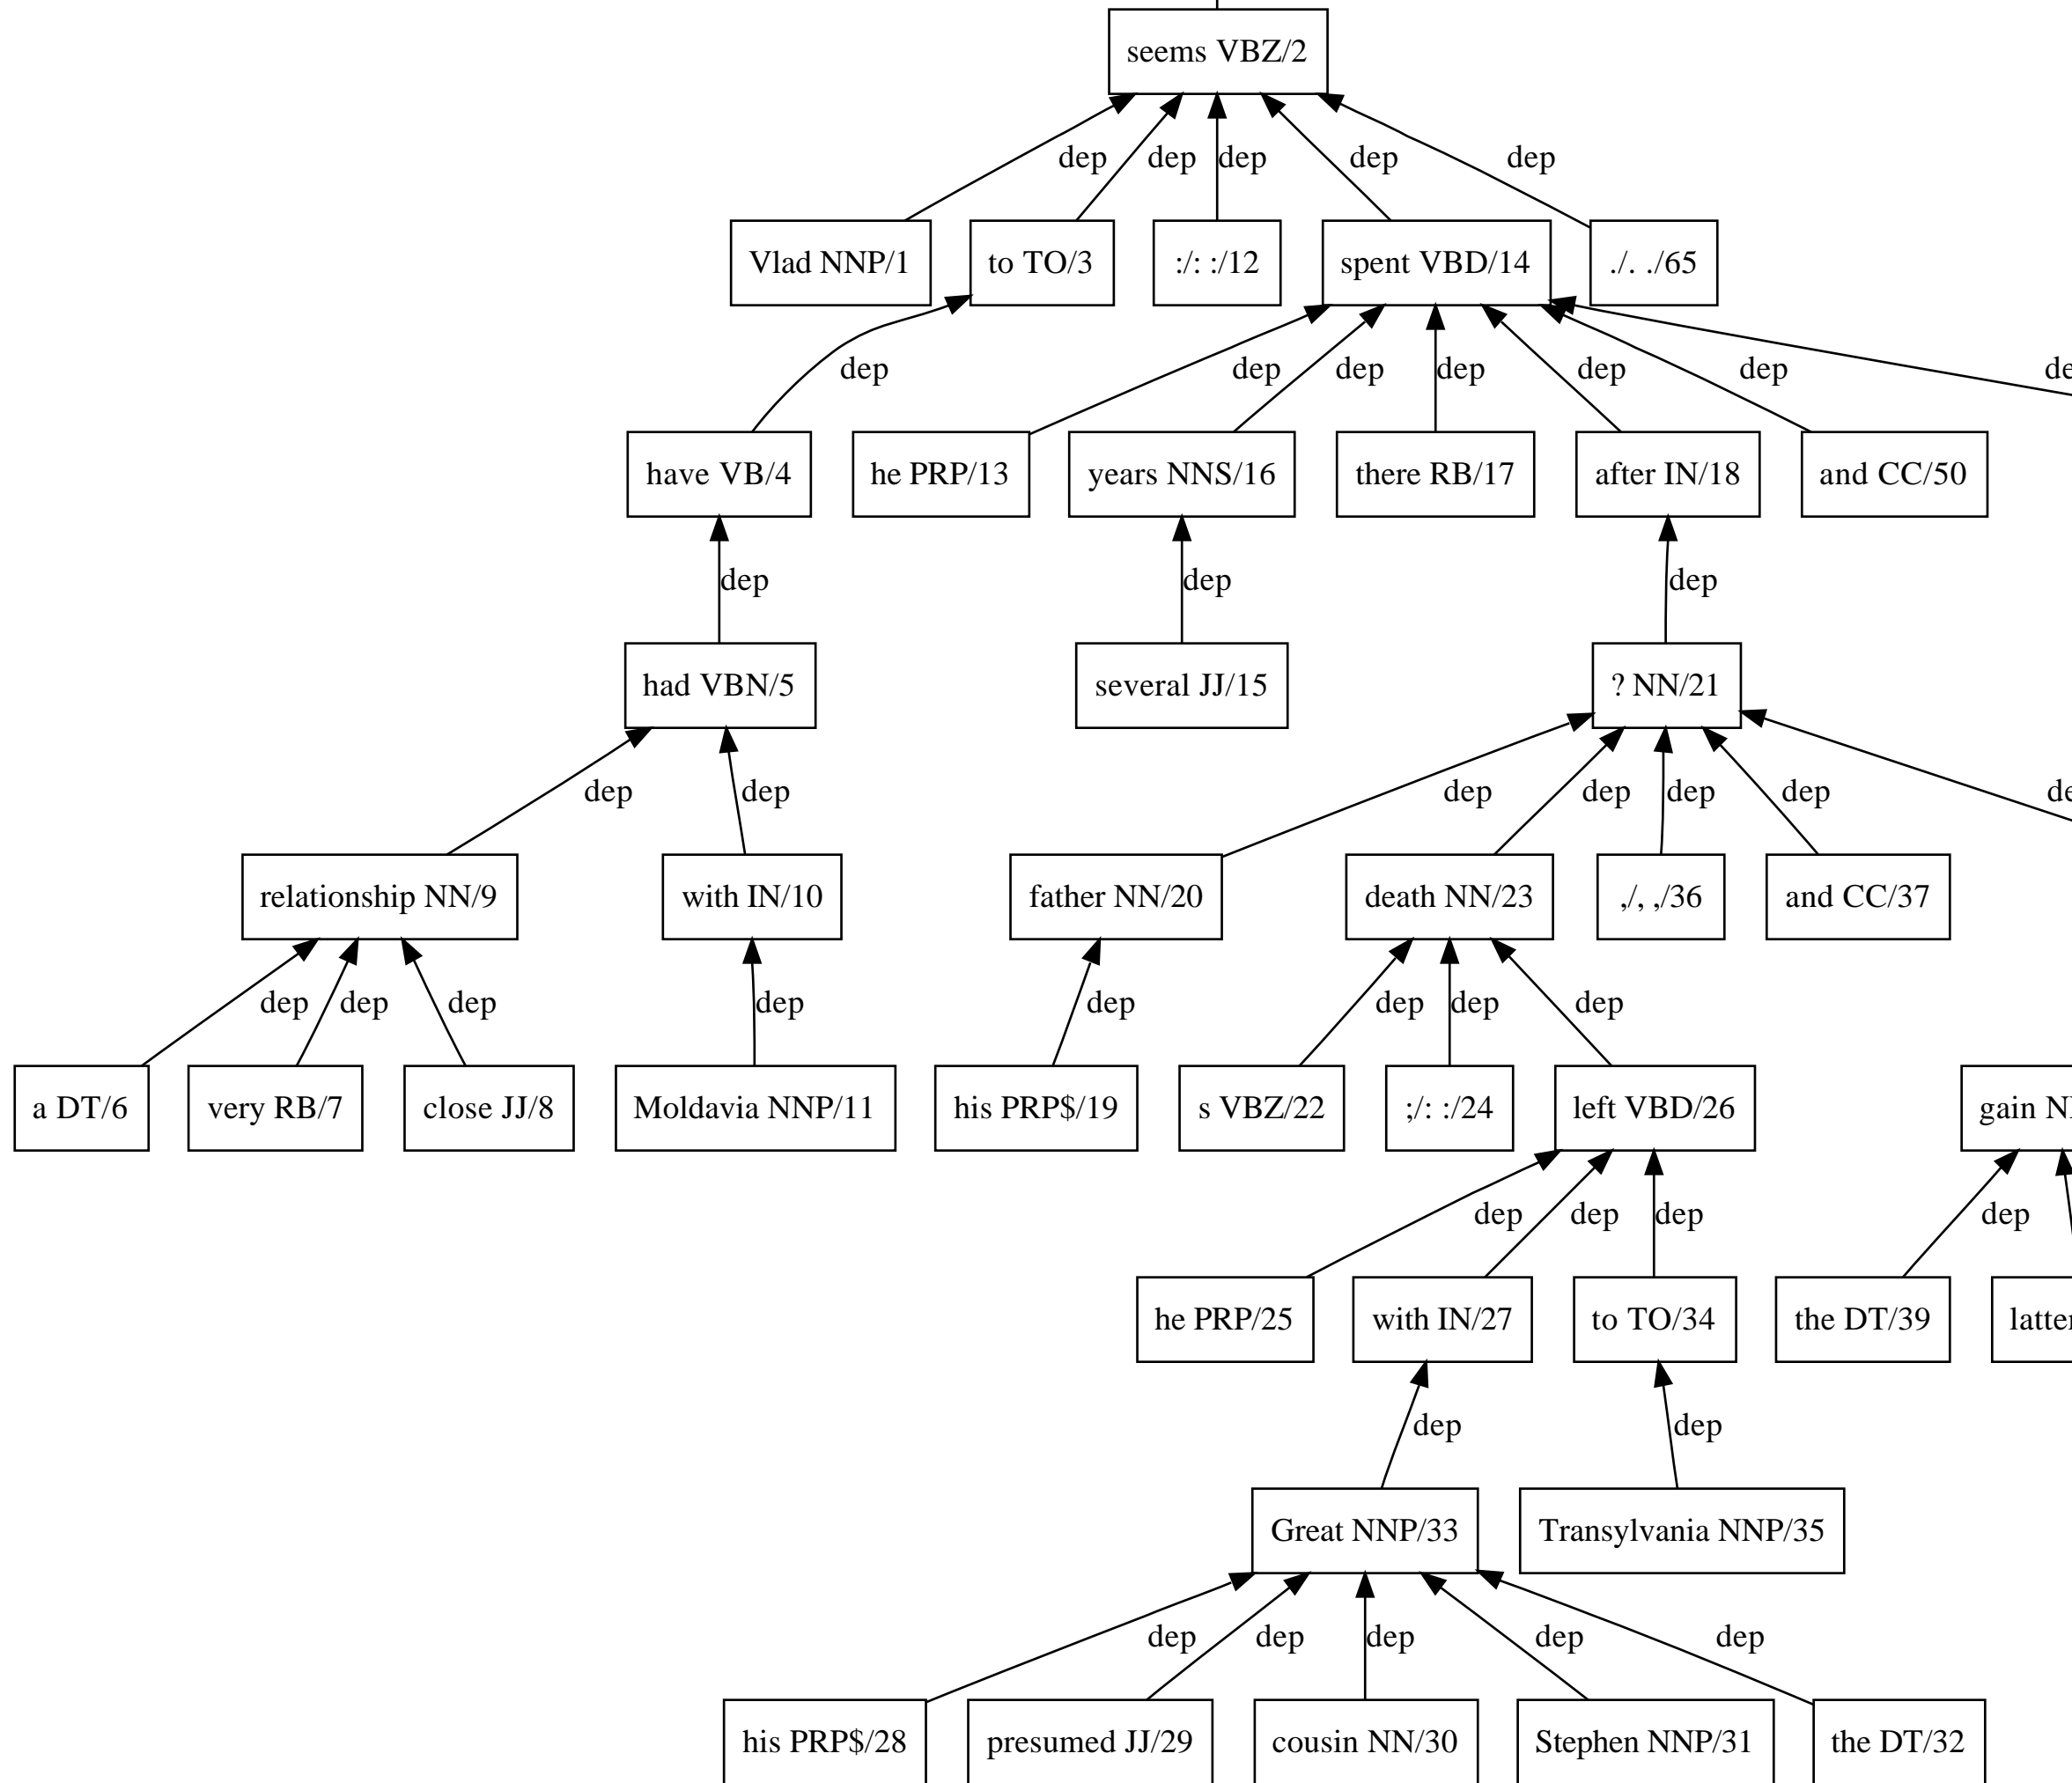 seems VBZ/2
dep dep dep dep dep
Vlad NNP/1 to TO/3 :/: :/12 spent VBD/14 ./. ./65
dep dep dep dep dep dep
have VB/4 he PRP/13 years NNS/16 there RB/17 after IN/18 and CC/50
dep dep dep
had VBN/5 several JJ/15 ? NN/21
dep dep dep dep dep dep
relationship NN/9 with IN/10 father NN/20 death NN/23 ,/, ,/36 and CC/37
dep dep dep dep dep dep dep dep
a DT/6 very RB/7 close JJ/8 Moldavia NNP/11 his PRP$/19 s VBZ/22 ;/: :/24 left VBD/26 gain
dep dep dep dep
he PRP/25 with IN/27 to TO/34 the DT/39
dep dep
Great NNP/33 Transylvania NNP/35
dep dep dep dep dep
his PRP$/28 presumed JJ/29 cousin NN/30 Stephen NNP/31 the DT/32